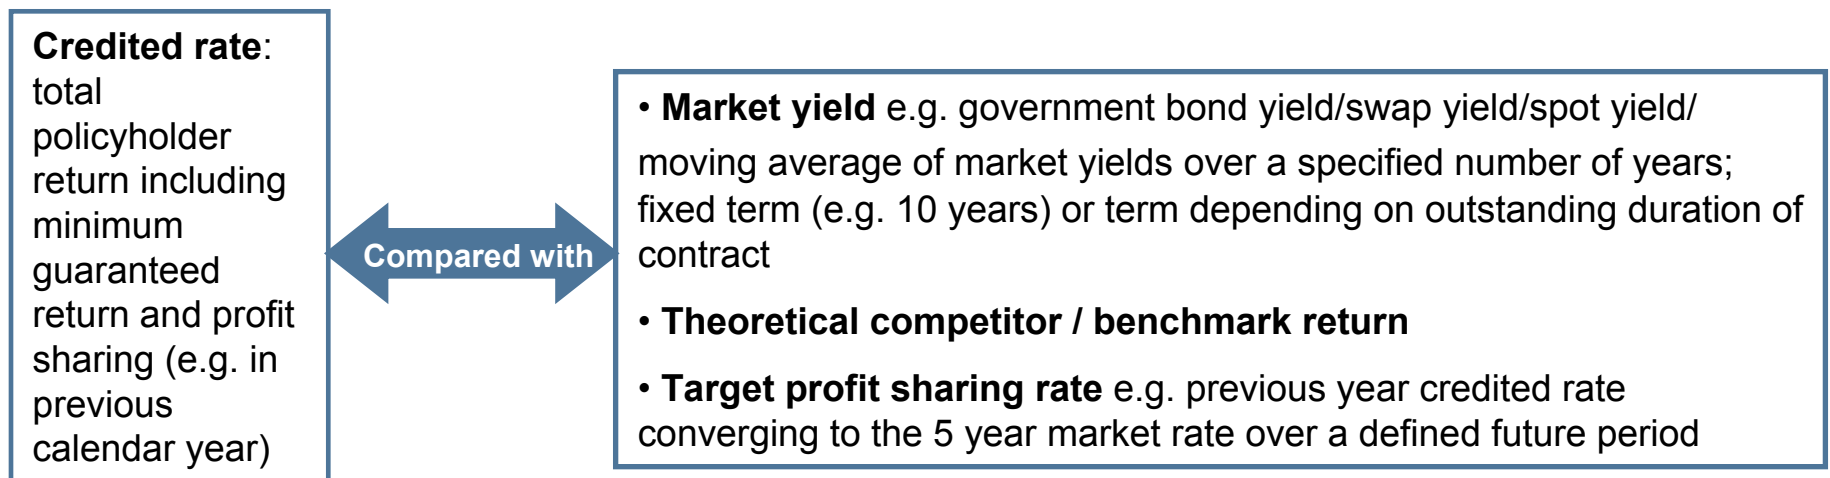 Credited rate:
total
policyholder
return including
minimum
guaranteed
return and profit
sharing (e.g. in
previous
calendar year)
Compared with
• Market yield e.g. government bond yield/swap yield/spot yield/
moving average of market yields over a specified number of years;
fixed term (e.g. 10 years) or term depending on outstanding duration of
contract
• Theoretical competitor / benchmark return
• Target profit sharing rate e.g. previous year credited rate
converging to the 5 year market rate over a defined future period